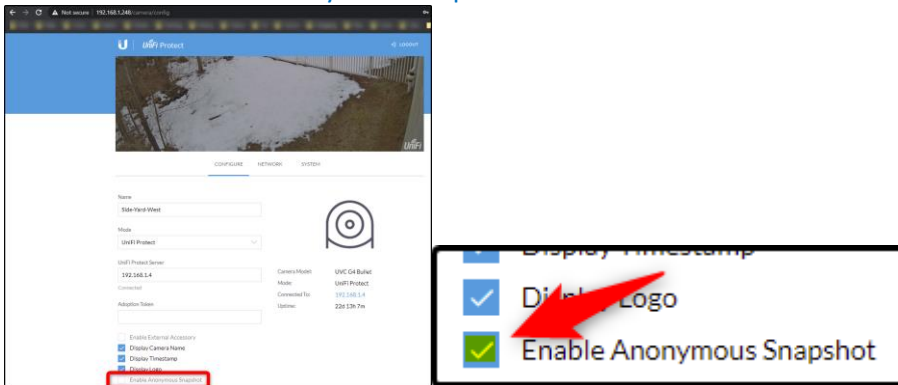 Not secure 192.168.1.248/camera/config
U UniFi Protect LOGOUT
UniFi
CONFIGURE NETWORK SYSTEM
Name
Side-Yard-West
Mode
UniFi Protect
UniFi Protect Server
192.168.1.4
Connected
Adoption Token
Camera Model: UVC G4 Bullet
Mode: UniFi Protect
Connected To: 192.168.1.4
Uptime: 22d 13h 7m
Enable External Accessory
Display Camera Name
Display Timestamp
Display Logo
Enable Anonymous Snapshot
Display Timestamp
Display Logo
Enable Anonymous Snapshot